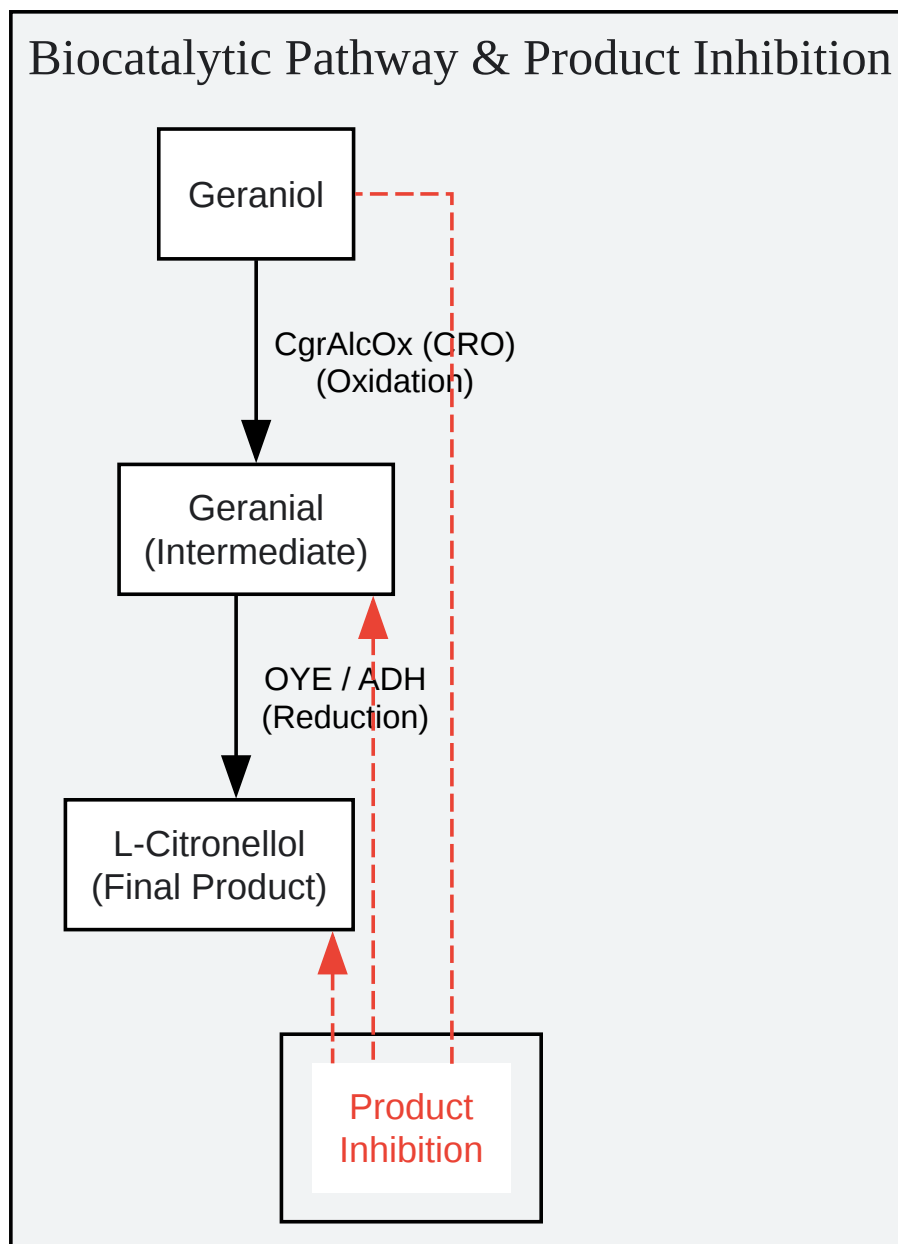 Biocatalytic Pathway & Product Inhibition
Geraniol
CgrAlcOx (CRO)
(Oxidation)
Geranial
(Intermediate)
OYE / ADH
(Reduction)
L-Citronellol
(Final Product)
Product
Inhibition